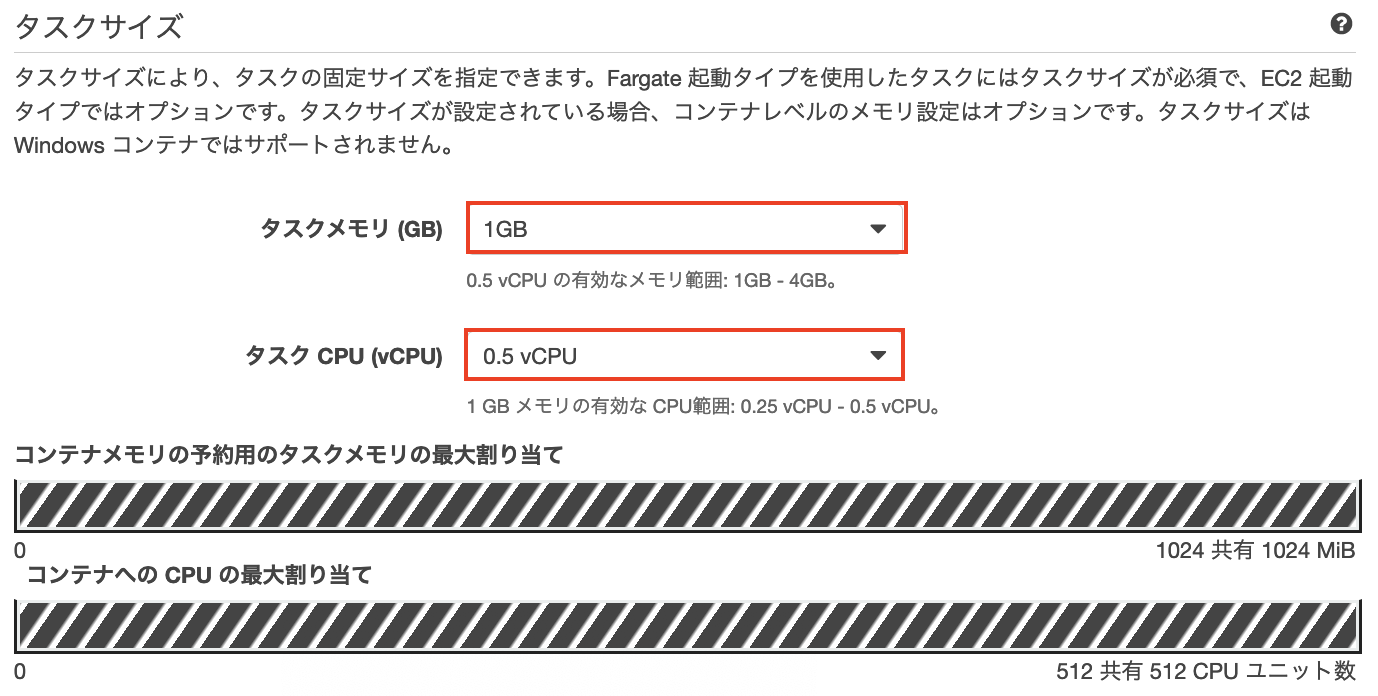 タスクサイズ
タスクサイズにより、タスクの固定サイズを指定できます。Fargate 起動タイプを使用したタスクにはタスクサイズが必須で、EC2 起動
タイプではオプションです。タスクサイズが設定されている場合、コンテナレベルのメモリ設定はオプションです。タスクサイズは
Windows コンテナではサポートされません。
タスクメモリ (GB)
1GB
0.5 vCPU の有効なメモリ範囲: 1GB - 4GB。
タスク CPU (vCPU)
0.5 vCPU
1 GB メモリの有効な CPU範囲: 0.25 vCPU - 0.5 vCPU。
コンテナメモリの予約用のタスクメモリの最大割り当て
0
1024 共有 1024 MiB
コンテナへの CPU の最大割り当て
0
512 共有 512 CPU ユニット数